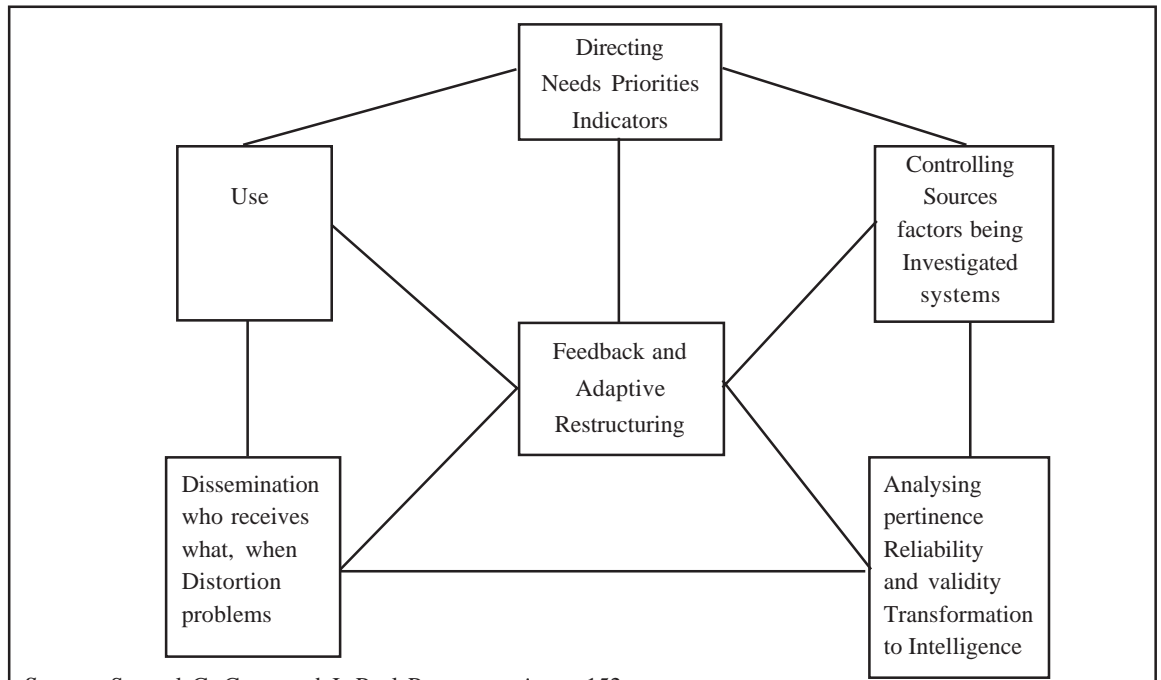 Directing
Needs Priorities
Indicators
Use
Controlling
Sources
factors being
Investigated
systems
Feedback and
Adaptive
Restructuring
Dissemination
who receives
what, when
Distortion
problems
Analysing
pertinence
Reliability
and validity
Transformation
to Intelligence